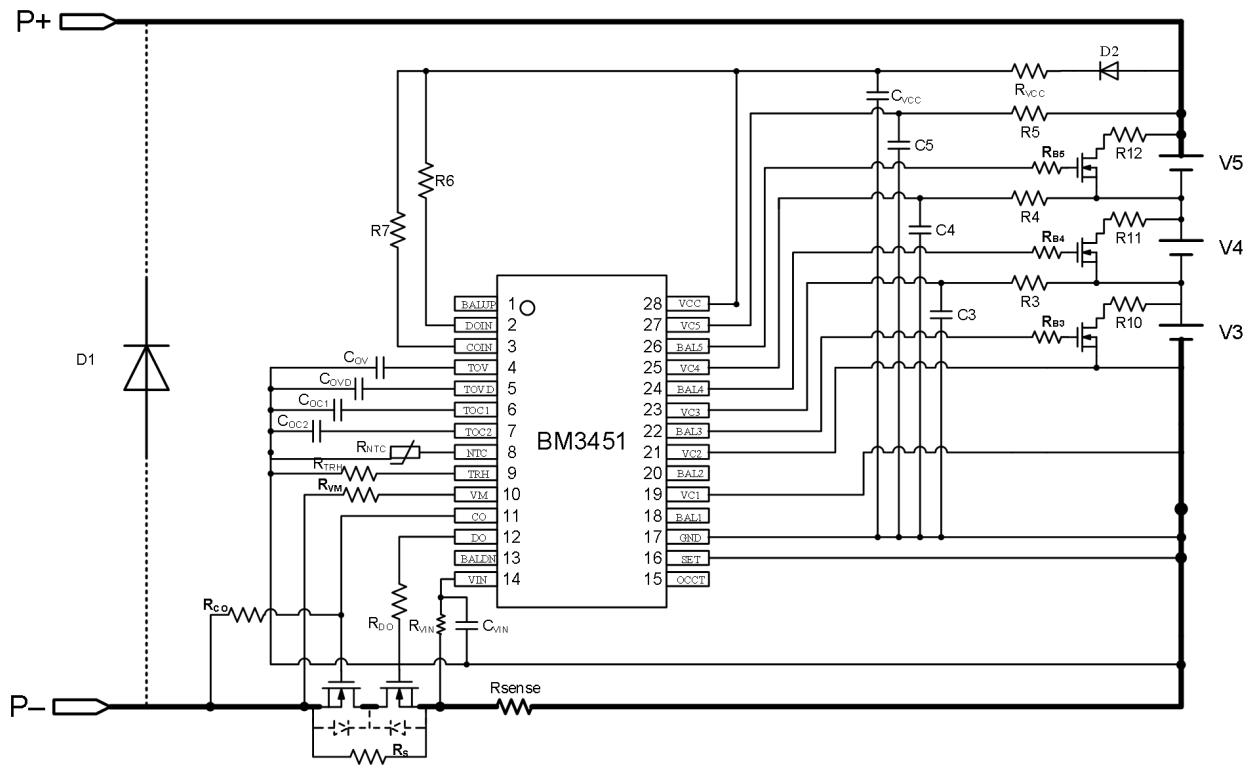 P+
D2
CVCC
RVCC
C5
R5
RB5
R12
V5
R6
R4
C4
R7
RB4
R11
V4
R3
C3
RB3
R10
V3
BALUP 1 28 VCC
DOIN 2 27 VC5
COIN 3 26 BAL5
COV TOV 4 25 VC4
D1
COVD TOVD 5 24 BAL4
COC1 TOC1 6 23 VC3
COC2 TOC2 7 22 BAL3
BM3451
RNTC NTC 8 21 VC2
RTRH TRH 9 20 BAL2
RVM VM 10 19 VC1
CO 11 18 BAL1
DO 12 17 GND
BALDN 13 16 SET
VIN 14 15 OCCT
RCO
RDO
RVIN
CVIN
Rsense
P–
RS